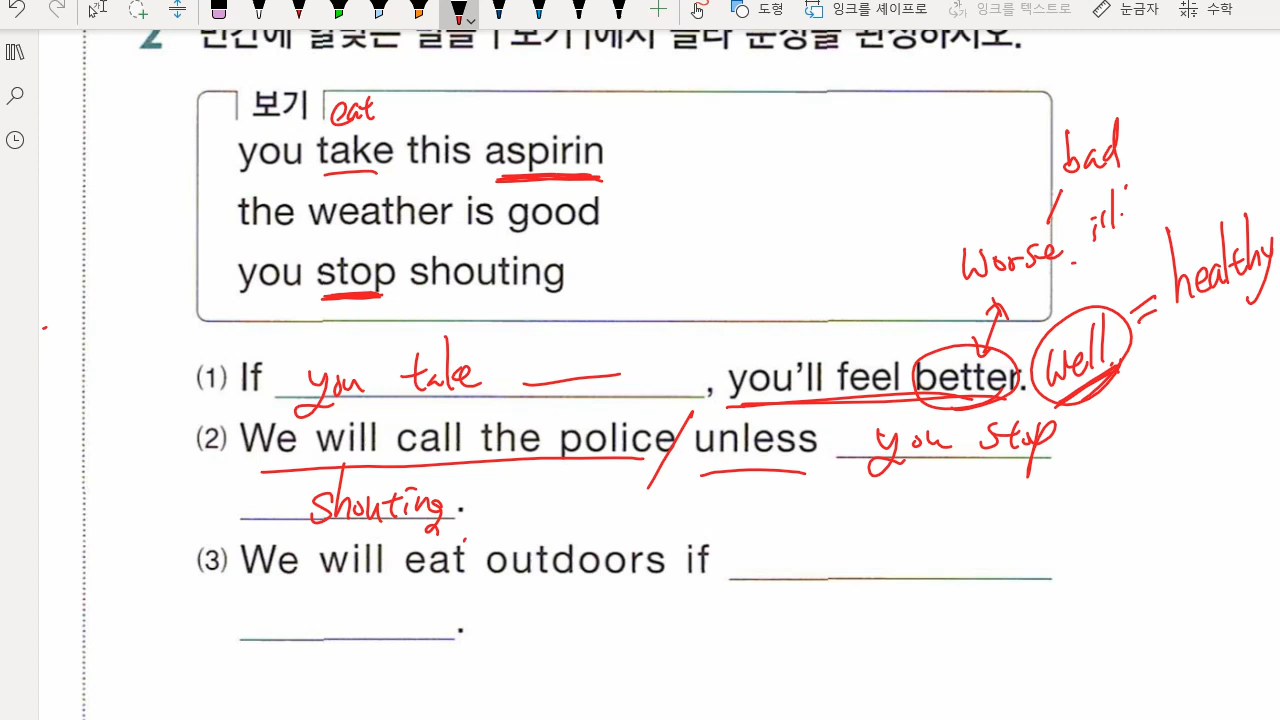 도형 잉크를 셰이프로 잉크를 텍스트로 눈금자 수학
2 빈칸에 알맞은 말을 |보기|에서 골라 문장을 완성하시오.
보기
eat
you take this aspirin
the weather is good
you stop shouting
bad
ill.
worse.
healthy
(1) If you take ———, you'll feel better. well. =
(2) We will call the police / unless you stop
shouting.
(3) We will eat outdoors if
.